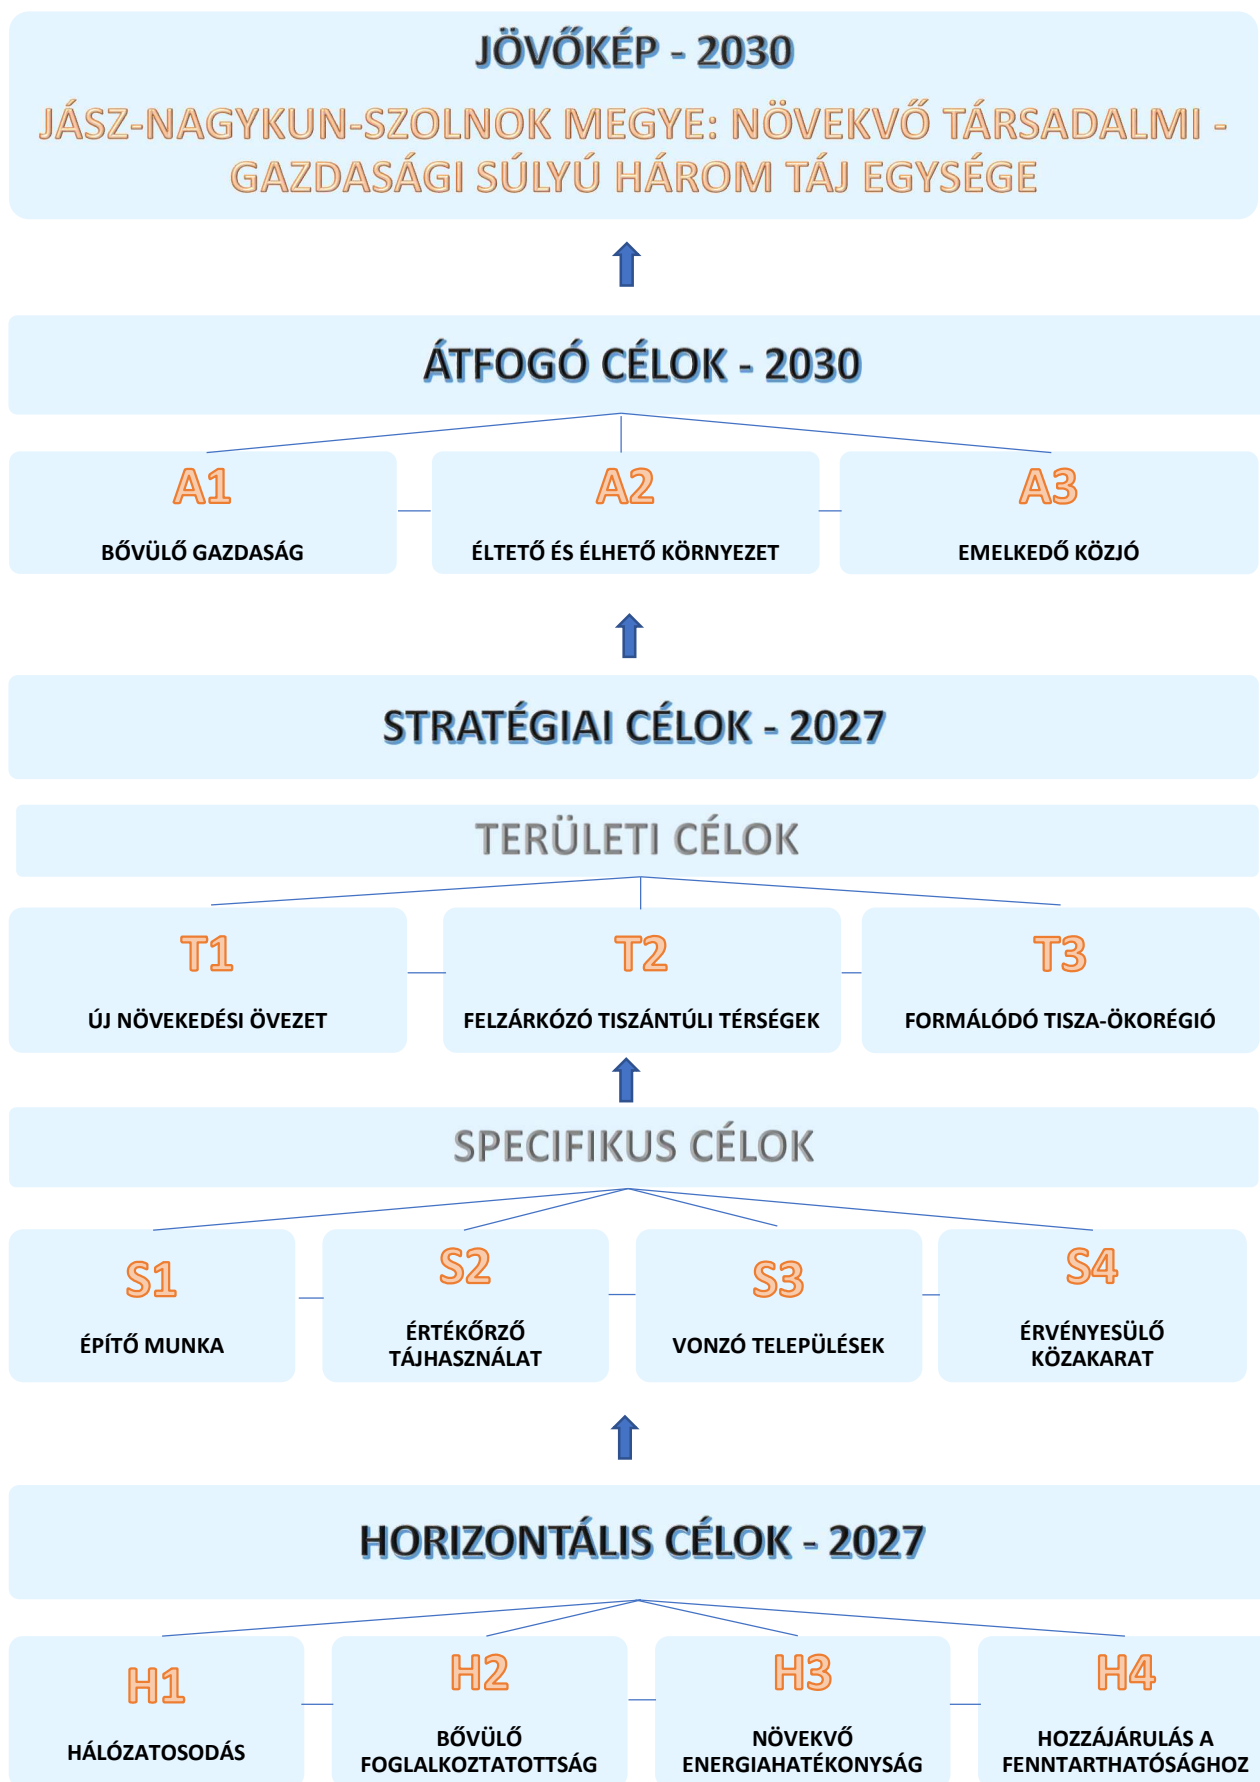 JÖVŐKÉP - 2030
JÁSZ-NAGYKUN-SZOLNOK MEGYE: NÖVEKVŐ TÁRSADALMI -
GAZDASÁGI SÚLYÚ HÁROM TÁJ EGYSÉGE
ÁTFOGÓ CÉLOK - 2030
A1
BŐVÜLŐ GAZDASÁG
A2
ÉLTETŐ ÉS ÉLHETŐ KÖRNYEZET
A3
EMELKEDŐ KÖZJÓ
STRATÉGIAI CÉLOK - 2027
TERÜLETI CÉLOK
T1
ÚJ NÖVEKEDÉSI ÖVEZET
T2
FELZÁRKÓZÓ TISZÁNTÚLI TÉRSÉGEK
T3
FORMÁLÓDÓ TISZA-ÖKORÉGIÓ
SPECIFIKUS CÉLOK
S1
ÉPÍTŐ MUNKA
S2
ÉRTÉKŐRZŐ
TÁJHASZNÁLAT
S3
VONZÓ TELEPÜLÉSEK
S4
ÉRVÉNYESÜLŐ
KÖZAKARAT
HORIZONTÁLIS CÉLOK - 2027
H1
HÁLÓZATOSODÁS
H2
BŐVÜLŐ
FOGLALKOZTATOTTSÁG
H3
NÖVEKVŐ
ENERGIAHATÉKONYSÁG
H4
HOZZÁJÁRULÁS A
FENNTARTHATÓSÁGHOZ